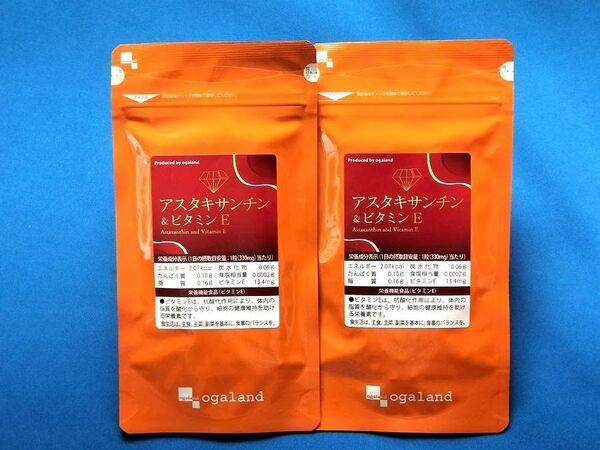 ogaland
Produced by ogaland
アスタキサンチン
&ビタミンE
Astaxanthin and Vitamin E
栄養成分表示(1日の摂取目安量:1粒(330mg)当たり)
エネルギー 2.07kcal 炭水化物 0.06g
たんぱく質 0.10g 食塩相当量 0.0002g
脂質 0.16g ビタミンE 13.4mg
栄養機能食品(ビタミンE)
●ビタミンEは、抗酸化作用により、体内の
脂質を酸化から守り、細胞の健康維持を助け
る栄養素です。
食生活は、主食、主菜、副菜を基本に、食事のバランスを。
ogaland
ogaland
Produced by ogaland
アスタキサンチン
&ビタミンE
Astaxanthin and Vitamin E
栄養成分表示(1日の摂取目安量:1粒(330mg)当たり)
エネルギー 2.07kcal 炭水化物 0.06g
たんぱく質 0.10g 食塩相当量 0.0002g
脂質 0.16g ビタミンE 13.4mg
栄養機能食品(ビタミンE)
●ビタミンEは、抗酸化作用により、体内の
脂質を酸化から守り、細胞の健康維持を助け
る栄養素です。
食生活は、主食、主菜、副菜を基本に、食事のバランスを。
ogaland